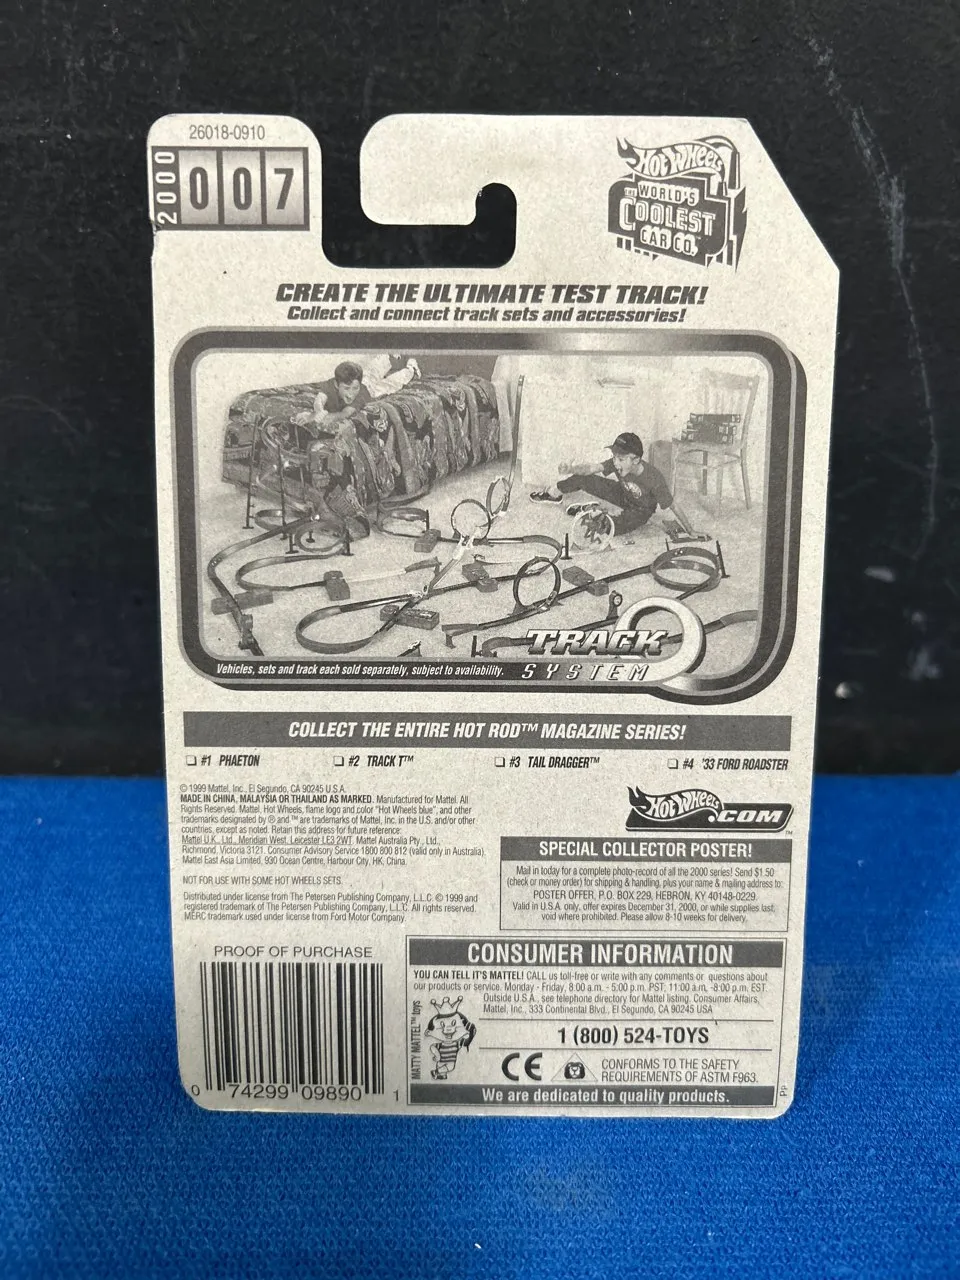 26018-0910
2000
007
HOT WHEELS
THE WORLD'S
COOLEST
CAR CO.™
CREATE THE ULTIMATE TEST TRACK!
Collect and connect track sets and accessories!
TRACK
SYSTEM
Vehicles, sets and track each sold separately, subject to availability.
COLLECT THE ENTIRE HOT ROD™ MAGAZINE SERIES!
❏ #1 PHAETON ❏ #2 TRACK T™ ❏ #3 TAIL DRAGGER™ ❏ #4 '33 FORD ROADSTER
© 1999 Mattel, Inc., El Segundo, CA 90245 U.S.A.
MADE IN CHINA, MALAYSIA OR THAILAND AS MARKED. Manufactured for Mattel. All
Rights Reserved. Mattel, Hot Wheels, flame logo and color "Hot Wheels blue", and other
trademarks designated by ® and ™ are trademarks of Mattel, Inc. in the U.S. and/or other
countries, except as noted. Retain this address for future reference:
Mattel U.K., Ltd., Meridian West, Leicester LE3 2WT. Mattel Australia Pty., Ltd.,
Richmond, Victoria 3121. Consumer Advisory Service 1800 800 812 (valid only in Australia).
Mattel East Asia Limited, 930 Ocean Centre, Harbour City, HK, China.
NOT FOR USE WITH SOME HOT WHEELS SETS.
Distributed under license from The Petersen Publishing Company, L.L.C. © 1999 and
registered trademark of The Petersen Publishing Company, L.L.C. All rights reserved.
MERC trademark used under license from Ford Motor Company.
HOT WHEELS
.COM™
SPECIAL COLLECTOR POSTER!
Mail in today for a complete photo-record of all the 2000 series! Send $1.50
(check or money order) for shipping & handling, plus your name & mailing address to:
POSTER OFFER, P.O. BOX 229, HEBRON, KY 40148-0229.
Valid in U.S.A. only, offer expires December 31, 2000, or while supplies last,
void where prohibited. Please allow 8-10 weeks for delivery.
PROOF OF PURCHASE
0 74299 09890 1
CONSUMER INFORMATION
YOU CAN TELL IT'S MATTEL! CALL us toll-free or write with any comments or questions about
our products or service. Monday - Friday, 8:00 a.m. - 5:00 p.m. PST; 11:00 a.m. -8:00 p.m. EST.
Outside U.S.A., see telephone directory for Mattel listing. Consumer Affairs,
Mattel, Inc., 333 Continental Blvd., El Segundo, CA 90245 USA
MATTY MATTEL™ toys
1 (800) 524-TOYS
CE
CONFORMS TO THE SAFETY
REQUIREMENTS OF ASTM F963.
We are dedicated to quality products.
PP